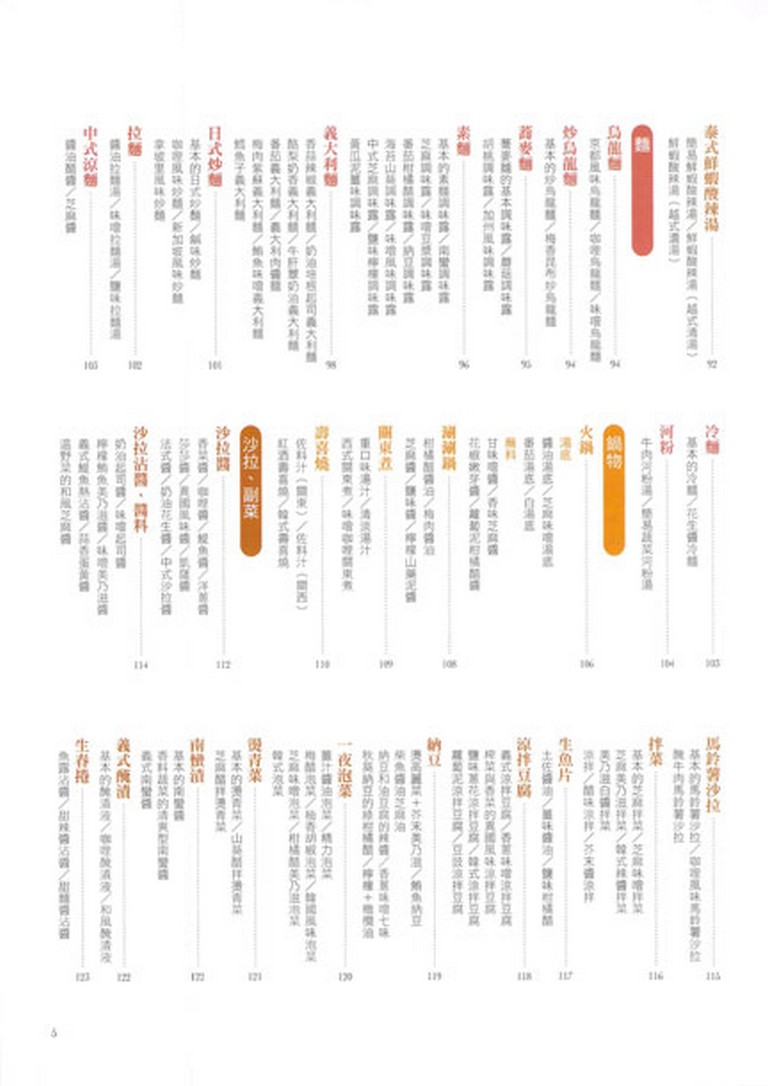 泰式鮮蝦酸辣湯 92
簡易鮮蝦酸辣湯/鮮蝦酸辣湯(越式清湯)
鮮蝦酸辣湯(越式濃湯)
麵
烏龍麵 94
京都風味烏龍麵/咖哩烏龍麵/味噌烏龍麵
炒烏龍麵 94
基本的炒烏龍麵/梅香昆布炒烏龍麵
蕎麥麵 95
蕎麥麵的基本調味露/蘑菇調味露
胡桃調味露/加州風味調味露
素麵 96
基本的素麵調味露/南蠻調味露
芝麻調味露/味噌豆漿調味露
番茄柑橘醋調味露/納豆調味露
海苔山葵調味露/味噌風味調味露
中式芝麻調味露/鹽味檸檬調味露
黃瓜泥薑味調味露
義大利麵 98
香蒜辣椒義大利麵/奶油培根起司義大利麵
酪梨奶香義大利麵/牛肝蕈奶油義大利麵
番茄義大利麵/義大利肉醬麵
梅肉紫蘇義大利麵/鮪魚味噌義大利麵
鱈魚子義大利麵
日式炒麵 101
基本的日式炒麵/鹹味炒麵
咖哩風味炒麵/新加坡風味炒麵
拿坡里風味炒麵
拉麵 102
醬油拉麵湯/味噌拉麵湯/鹽味拉麵湯
中式涼麵 103
醬油醋醬/芝麻醬
冷麵 103
基本的冷麵/花生醬冷麵
河粉 104
牛肉河粉湯/簡易蔬菜河粉湯
鍋物
火鍋 106
湯底
醬油湯底/芝麻味噌湯底
番茄湯底/白湯底
蘸料
甘味噌醬/香味芝麻醬
花椒嫩芽醬/蘿蔔泥柑橘醋醬
涮涮鍋 108
柑橘醋醬油/梅肉醬油
芝麻醬/鹽味醬/檸檬山藥泥醬
關東煮 109
重口味湯汁/清淡湯汁
西式關東煮/味噌咖哩關東煮
壽喜燒 110
佐料汁(關東)/佐料汁(關西)
紅酒壽喜燒/韓式壽喜燒
沙拉、副菜
沙拉醬 112
香菜醬/咖哩醬/鯷魚醬/洋蔥醬
莎莎醬/異國風味醬/凱薩醬
法式醬/奶油花生醬/中式沙拉醬
沙拉沾醬、醬料 114
奶油起司醬/味噌起司醬
檸檬鮪魚美乃滋醬/味噌美乃滋醬
義式鯷魚熱沾醬/蒜香蛋黃醬
溫野菜的和風芝麻醬
馬鈴薯沙拉 115
基本的馬鈴薯沙拉/咖哩風味馬鈴薯沙拉
醃牛肉馬鈴薯沙拉
拌菜 116
基本的芝麻拌菜/芝麻味噌拌菜
芝麻美乃滋拌菜/韓式辣醬拌菜
美乃滋白醬拌菜
涼拌/醋味涼拌/芥末醬涼拌
生魚片 117
土佐醬油/薑味醬油/鹽味柑橘醋
涼拌豆腐 118
義式涼拌豆腐/香蔥味噌涼拌豆腐
榨菜與香菜的異國風味涼拌豆腐
鹽味蔥花涼拌豆腐/韓式涼拌豆腐
蘿蔔泥涼拌豆腐/豆豉涼拌豆腐
納豆 119
燙高麗菜+芥末美乃滋/鮪魚納豆
柴魚醬油芝麻油
納豆和油豆腐的辣醬/香蔥味噌七味
秋葵納豆的綠柑橘醋/檸檬+橄欖油
一夜泡菜 120
薑汁醬油泡菜/精力泡菜
梅醋泡菜/柚香胡椒泡菜/韓國風味泡菜
芝麻味噌泡菜/柑橘醋美乃滋泡菜
韓式泡菜
燙青菜 121
基本的燙青菜/山葵醋拌燙青菜
芝麻醋拌燙青菜
南蠻漬 122
基本的南蠻醬
香料蔬菜的清爽型南蠻醬
義式南蠻醬
義式醃漬 122
基本的醃漬液/咖哩醃漬液/和風醃漬液
生春捲 123
魚露沾醬/甜辣醬沾醬/甜麵醬沾醬
5